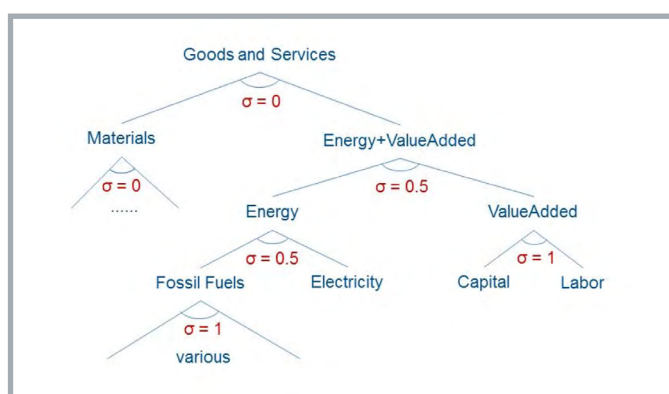 Goods and Services
σ = 0
Materials
Energy+ValueAdded
σ = 0
......
σ = 0.5
Energy
ValueAdded
σ = 0.5
σ = 1
Fossil Fuels
Electricity
Capital
Labor
σ = 1
various